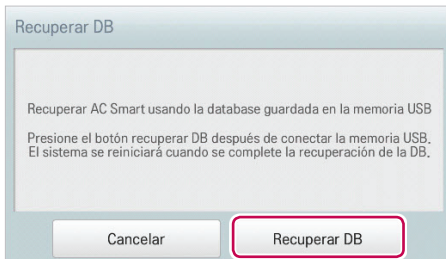 Recuperar DB
Recuperar AC Smart usando la database guardada en la memoria USB
Presione el botón recuperar DB después de conectar la memoria USB.
El sistema se reiniciará cuando se complete la recuperación de la DB.
Cancelar
Recuperar DB